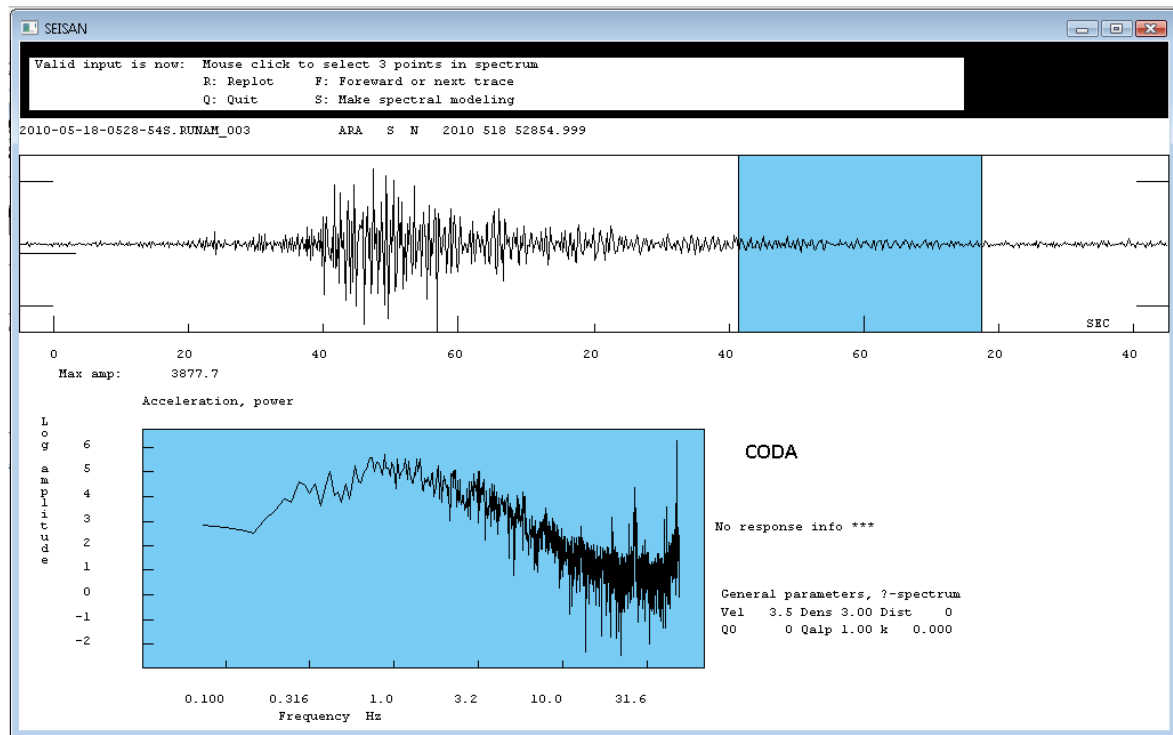 SEISAN
Valid input is now: Mouse click to select 3 points in spectrum
R: Replot F: Foreward or next trace
Q: Quit S: Make spectral modeling
2010-05-18-0528-54S.RUNAM_003 ARA S N 2010 518 52854.999
SEC
0 20 40 60 20 40 60 20 40
Max amp: 3877.7
Acceleration, power
Log amplitude
6
5
4
3
2
1
0
-1
-2
CODA
No response info ***
General parameters, ?-spectrum
Vel 3.5 Dens 3.00 Dist 0
Q0 0 Qalp 1.00 k 0.000
0.100 0.316 1.0 3.2 10.0 31.6
Frequency Hz